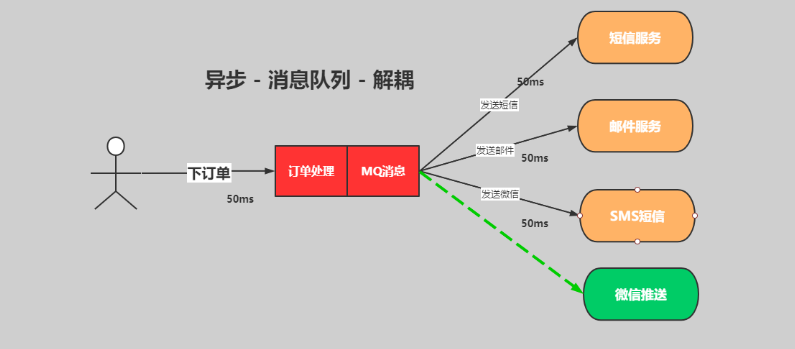 异步 - 消息队列 - 解耦
下订单
50ms
订单处理
MQ消息
发送短信
50ms
短信服务
发送邮件
50ms
邮件服务
发送微信
50ms
SMS短信
微信推送